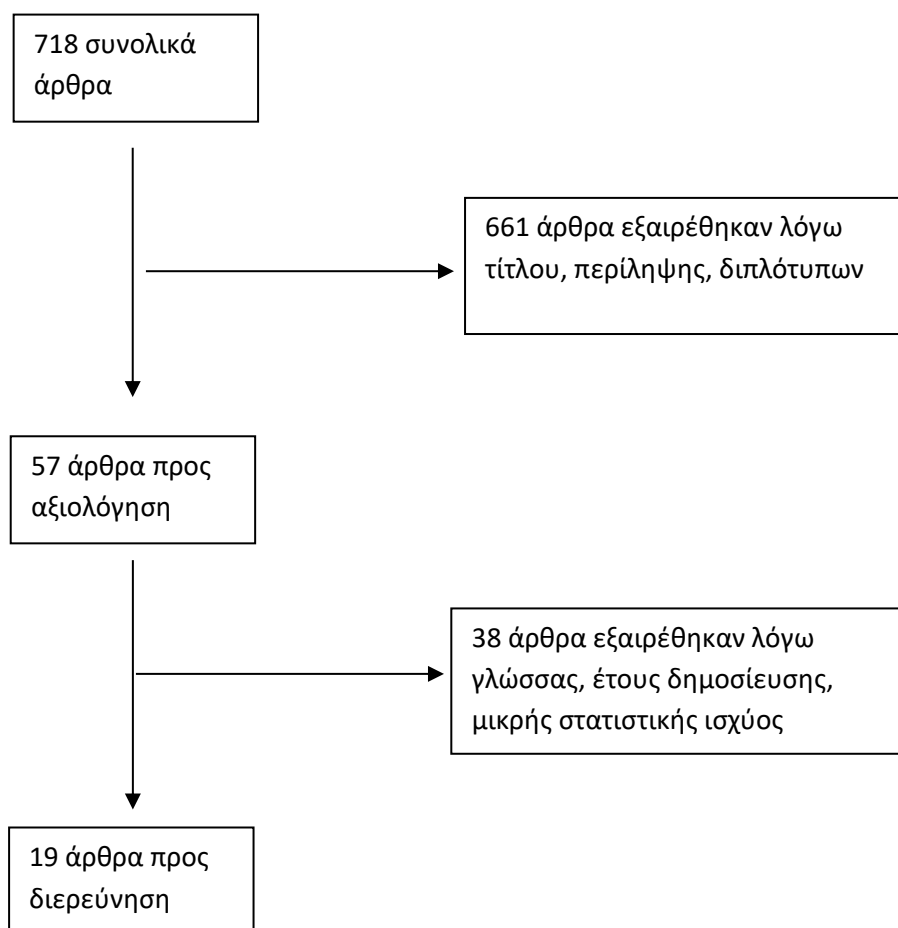 718 συνολικά
άρθρα
661 άρθρα εξαιρέθηκαν λόγω
τίτλου, περίληψης, διπλότυπων
57 άρθρα προς
αξιολόγηση
38 άρθρα εξαιρέθηκαν λόγω
γλώσσας, έτους δημοσίευσης,
μικρής στατιστικής ισχύος
19 άρθρα προς
διερεύνηση